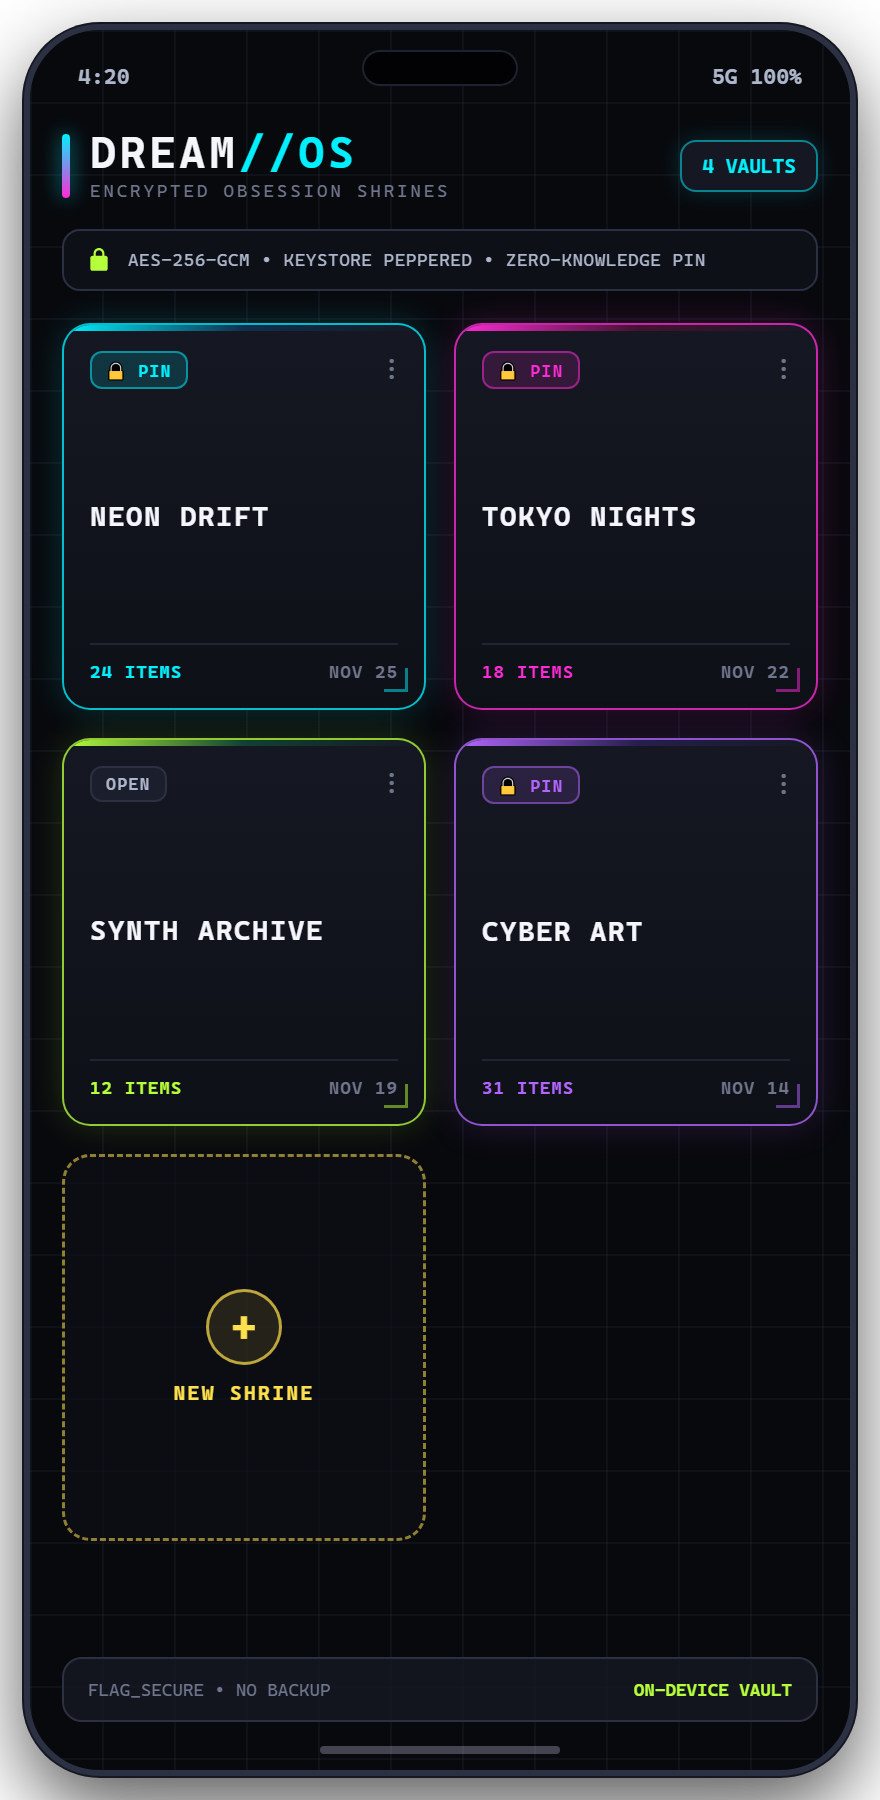 4:20
5G 100%
DREAM//OS
ENCRYPTED OBSESSION SHRINES
4 VAULTS
AES-256-GCM • KEYSTORE PEPPERED • ZERO-KNOWLEDGE PIN
PIN
NEON DRIFT
24 ITEMS
NOV 25
PIN
TOKYO NIGHTS
18 ITEMS
NOV 22
OPEN
SYNTH ARCHIVE
12 ITEMS
NOV 19
PIN
CYBER ART
31 ITEMS
NOV 14
+
NEW SHRINE
FLAG_SECURE • NO BACKUP
ON-DEVICE VAULT